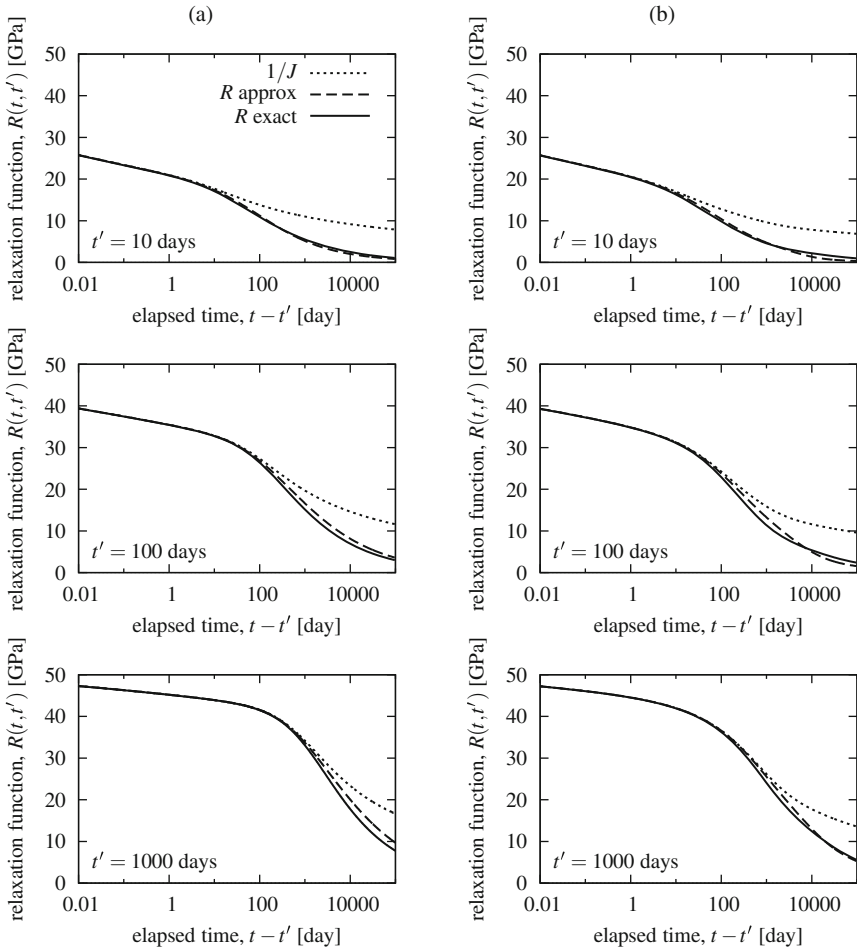 (a)
relaxation function, R(t,t′) [GPa]
50
40
30
20
10
0
1/J
R approx
R exact
t′ = 10 days
0.01 1 100 10000
elapsed time, t − t′ [day]
(b)
relaxation function, R(t,t′) [GPa]
50
40
30
20
10
0
t′ = 10 days
0.01 1 100 10000
elapsed time, t − t′ [day]
relaxation function, R(t,t′) [GPa]
50
40
30
20
10
0
t′ = 100 days
0.01 1 100 10000
elapsed time, t − t′ [day]
relaxation function, R(t,t′) [GPa]
50
40
30
20
10
0
t′ = 100 days
0.01 1 100 10000
elapsed time, t − t′ [day]
relaxation function, R(t,t′) [GPa]
50
40
30
20
10
0
t′ = 1000 days
0.01 1 100 10000
elapsed time, t − t′ [day]
relaxation function, R(t,t′) [GPa]
50
40
30
20
10
0
t′ = 1000 days
0.01 1 100 10000
elapsed time, t − t′ [day]